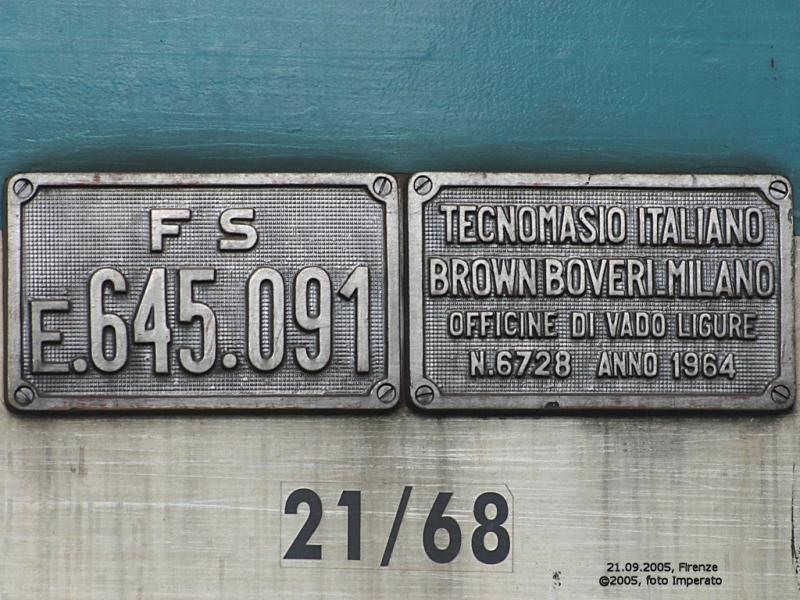 F S
E.645.091
TECNOMASIO ITALIANO
BROWN BOVERI.MILANO
OFFICINE DI VADO LIGURE
N.6728 ANNO 1964
21/68
21.09.2005, Firenze
©2005, foto Imperato